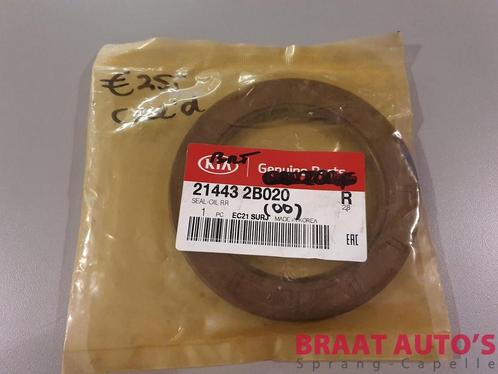 € 25,-
KIA
Genuine Parts
21443 2B020
R
SEAL-OIL RR
(00)
1 PC EC21 SURJ MADE IN KOREA
EAC
BRAAT AUTO'S
Sprang-Capelle